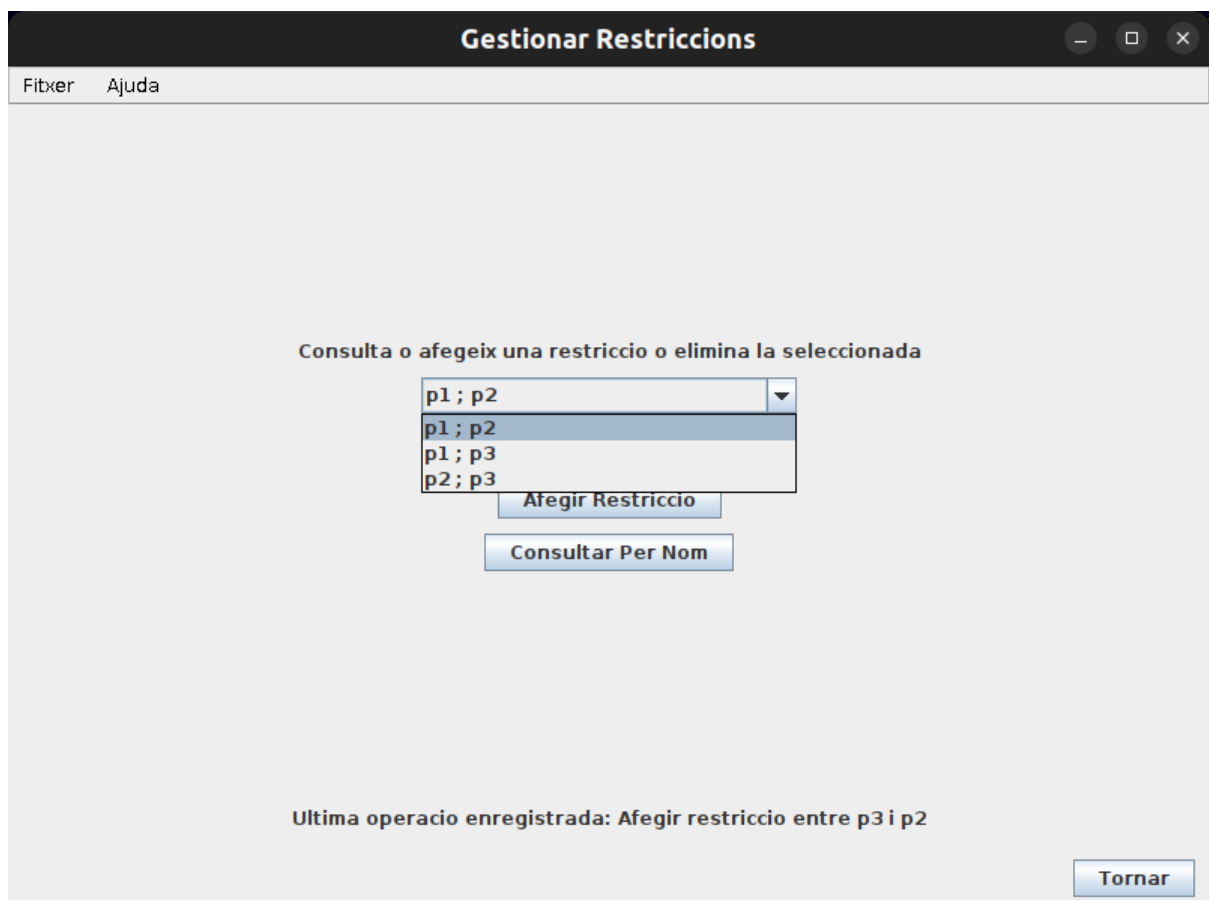 Gestionar Restriccions
Fitxer Ajuda
Consulta o afegeix una restriccio o elimina la seleccionada
p1 ; p2
p1 ; p2
p1 ; p3
p2 ; p3
Afegir Restriccio
Consultar Per Nom
Ultima operacio enregistrada: Afegir restriccio entre p3 i p2
Tornar